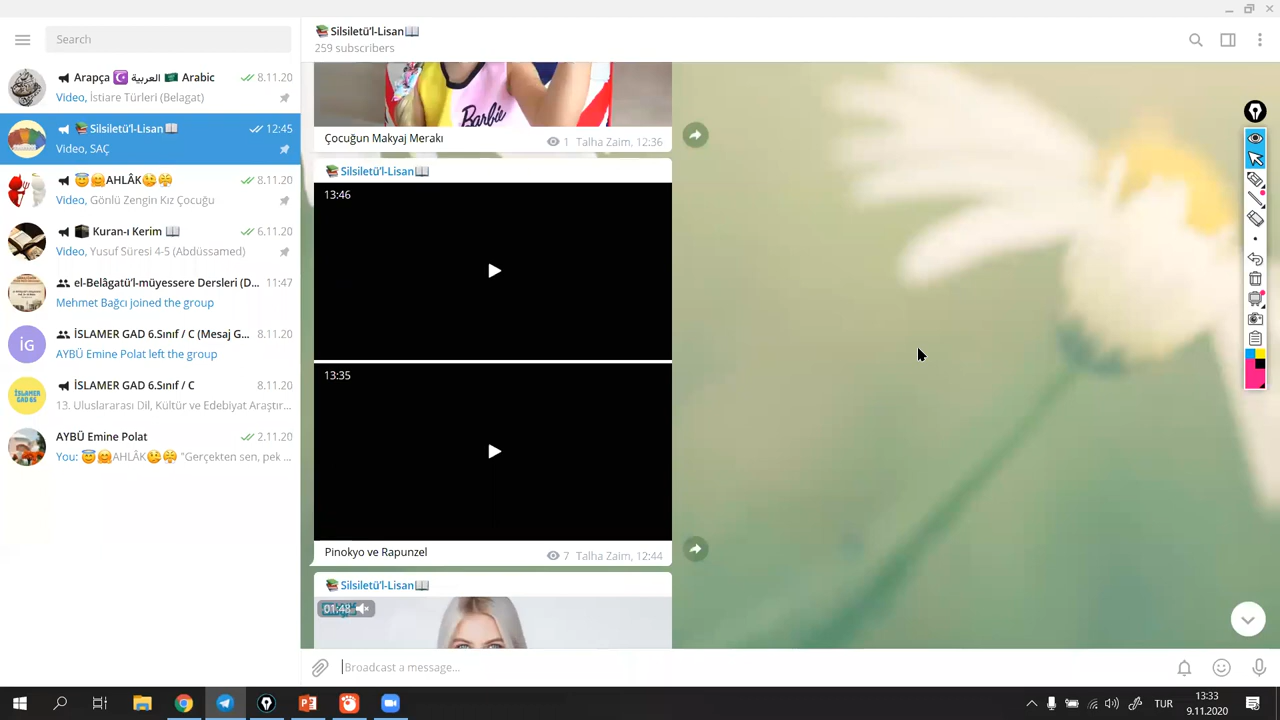 Search
Arapça العربية Arabic 8.11.20
Video, İstiare Türleri (Belagat)
Silsiletü'l-Lisan 12:45
Video, SAÇ
AHLÂK 8.11.20
Video, Gönlü Zengin Kız Çocuğu
Kuran-ı Kerim 6.11.20
Video, Yusuf Süresi 4-5 (Abdüssamed)
el-Belâgatü'l-müyessere Dersleri (D... 11:47
Mehmet Bağcı joined the group
İG
İSLAMER GAD 6.Sınıf / C (Mesaj G... 8.11.20
AYBÜ Emine Polat left the group
İSLAMER GAD 6S
İSLAMER GAD 6.Sınıf / C 8.11.20
13. Uluslararası Dil, Kültür ve Edebiyat Araştır...
AYBÜ Emine Polat 2.11.20
You: AHLÂK "Gerçekten sen, pek ...
Silsiletü'l-Lisan
259 subscribers
Barbie
Çocuğun Makyaj Merakı
1 Talha Zaim, 12:36
Silsiletü'l-Lisan
13:46
13:35
Pinokyo ve Rapunzel
7 Talha Zaim, 12:44
Silsiletü'l-Lisan
01:48
Broadcast a message...
TUR
13:33
9.11.2020